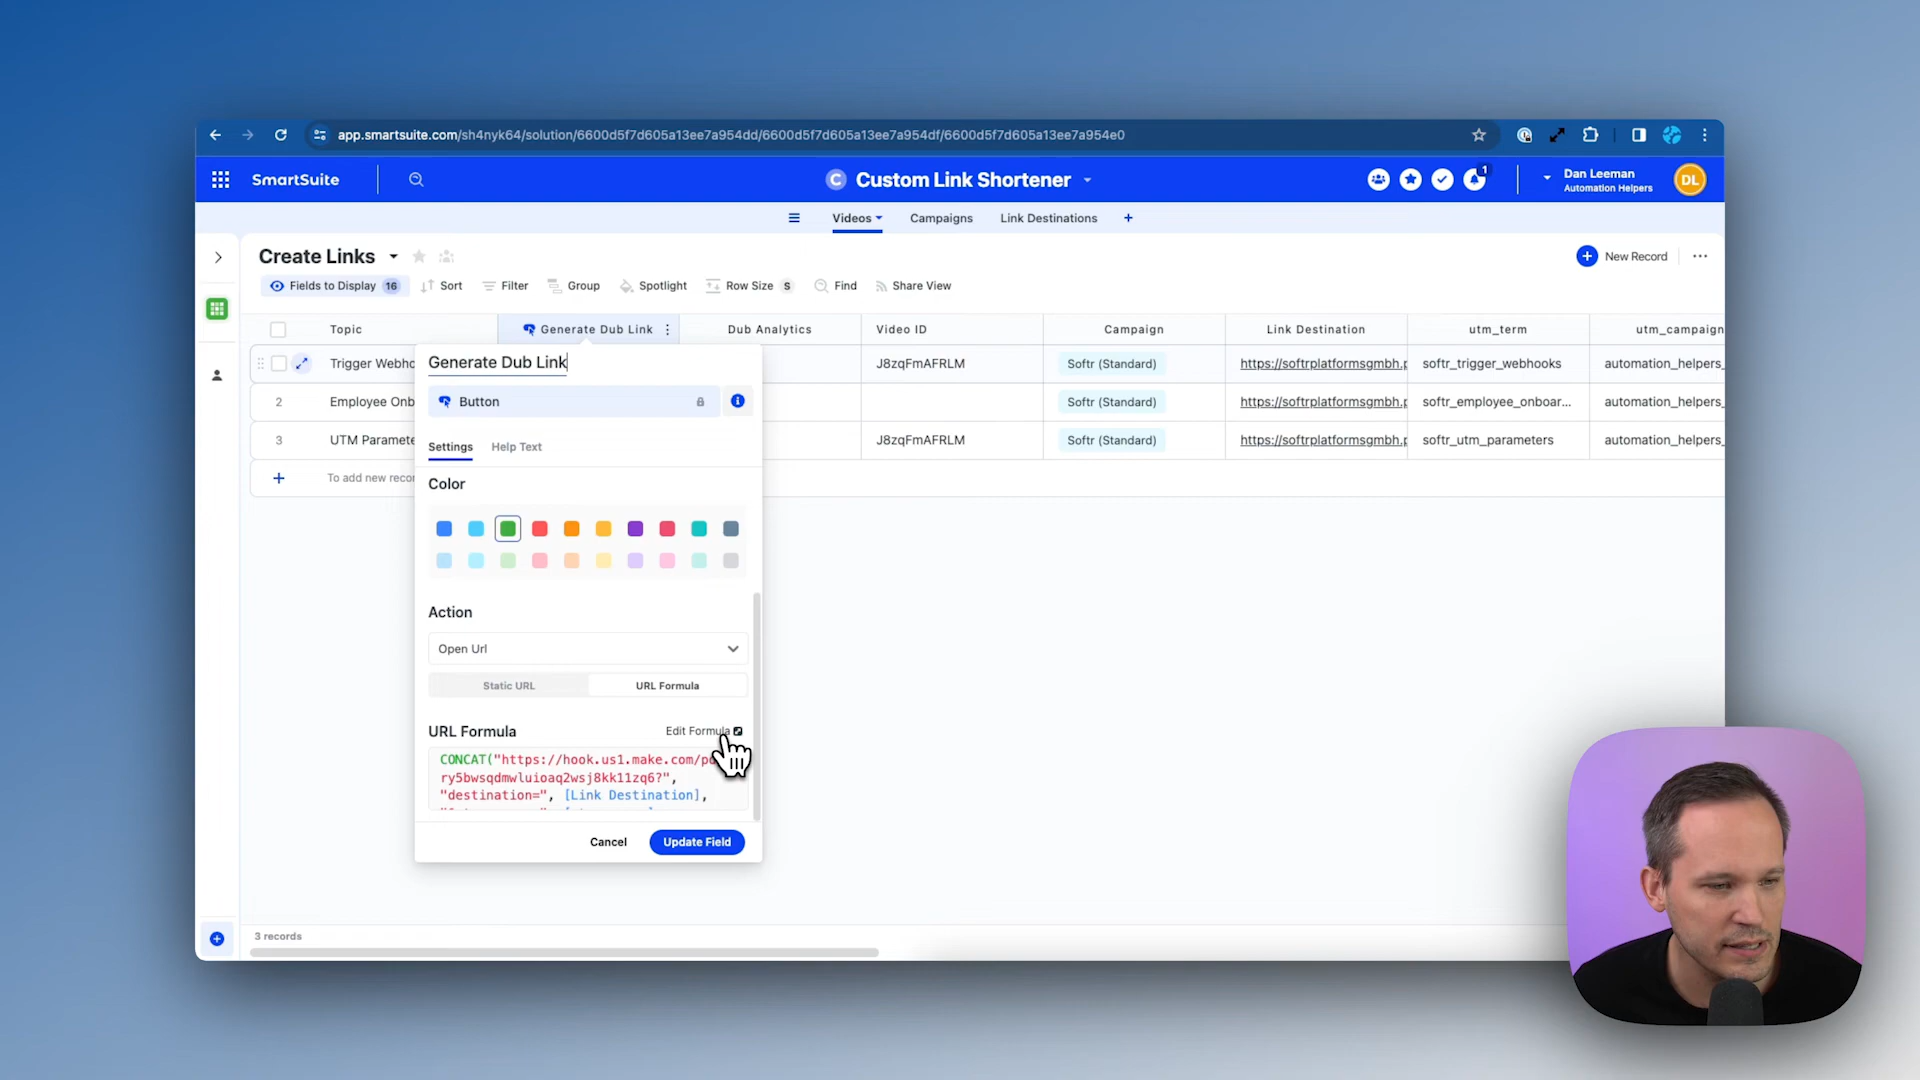 app.smartsuite.com/sh4nyk64/solution/6600d5f7d605a13ee7a954dd/6600d5f7d605a13ee7a954df/6600d5f7d605a13ee7a954e0
SmartSuite
C Custom Link Shortener
1
Dan Leeman
Automation Helpers
DL
Videos
Campaigns
Link Destinations
Create Links
New Record
Fields to Display 16
Sort
Filter
Group
Spotlight
Row Size S
Find
Share View
Topic
Generate Dub Link
Dub Analytics
Video ID
Campaign
Link Destination
utm_term
utm_campaign
Trigger Webho
J8zqFmAFRLM
Softr (Standard)
https://softrplatformsgmbh.p
softr_trigger_webhooks
automation_helpers_
2
Employee Onb
Softr (Standard)
https://softrplatformsgmbh.p
softr_employee_onboar...
automation_helpers_
3
UTM Paramete
J8zqFmAFRLM
Softr (Standard)
https://softrplatformsgmbh.p
softr_utm_parameters
automation_helpers_
To add new recor
Generate Dub Link
Button
Settings
Help Text
Color
Action
Open Url
Static URL
URL Formula
URL Formula
Edit Formula
CONCAT("https://hook.us1.make.com/p
ry5bwsqdmwluioaq2wsj8kk11zq6?",
"destination=", [Link Destination],
Cancel
Update Field
3 records